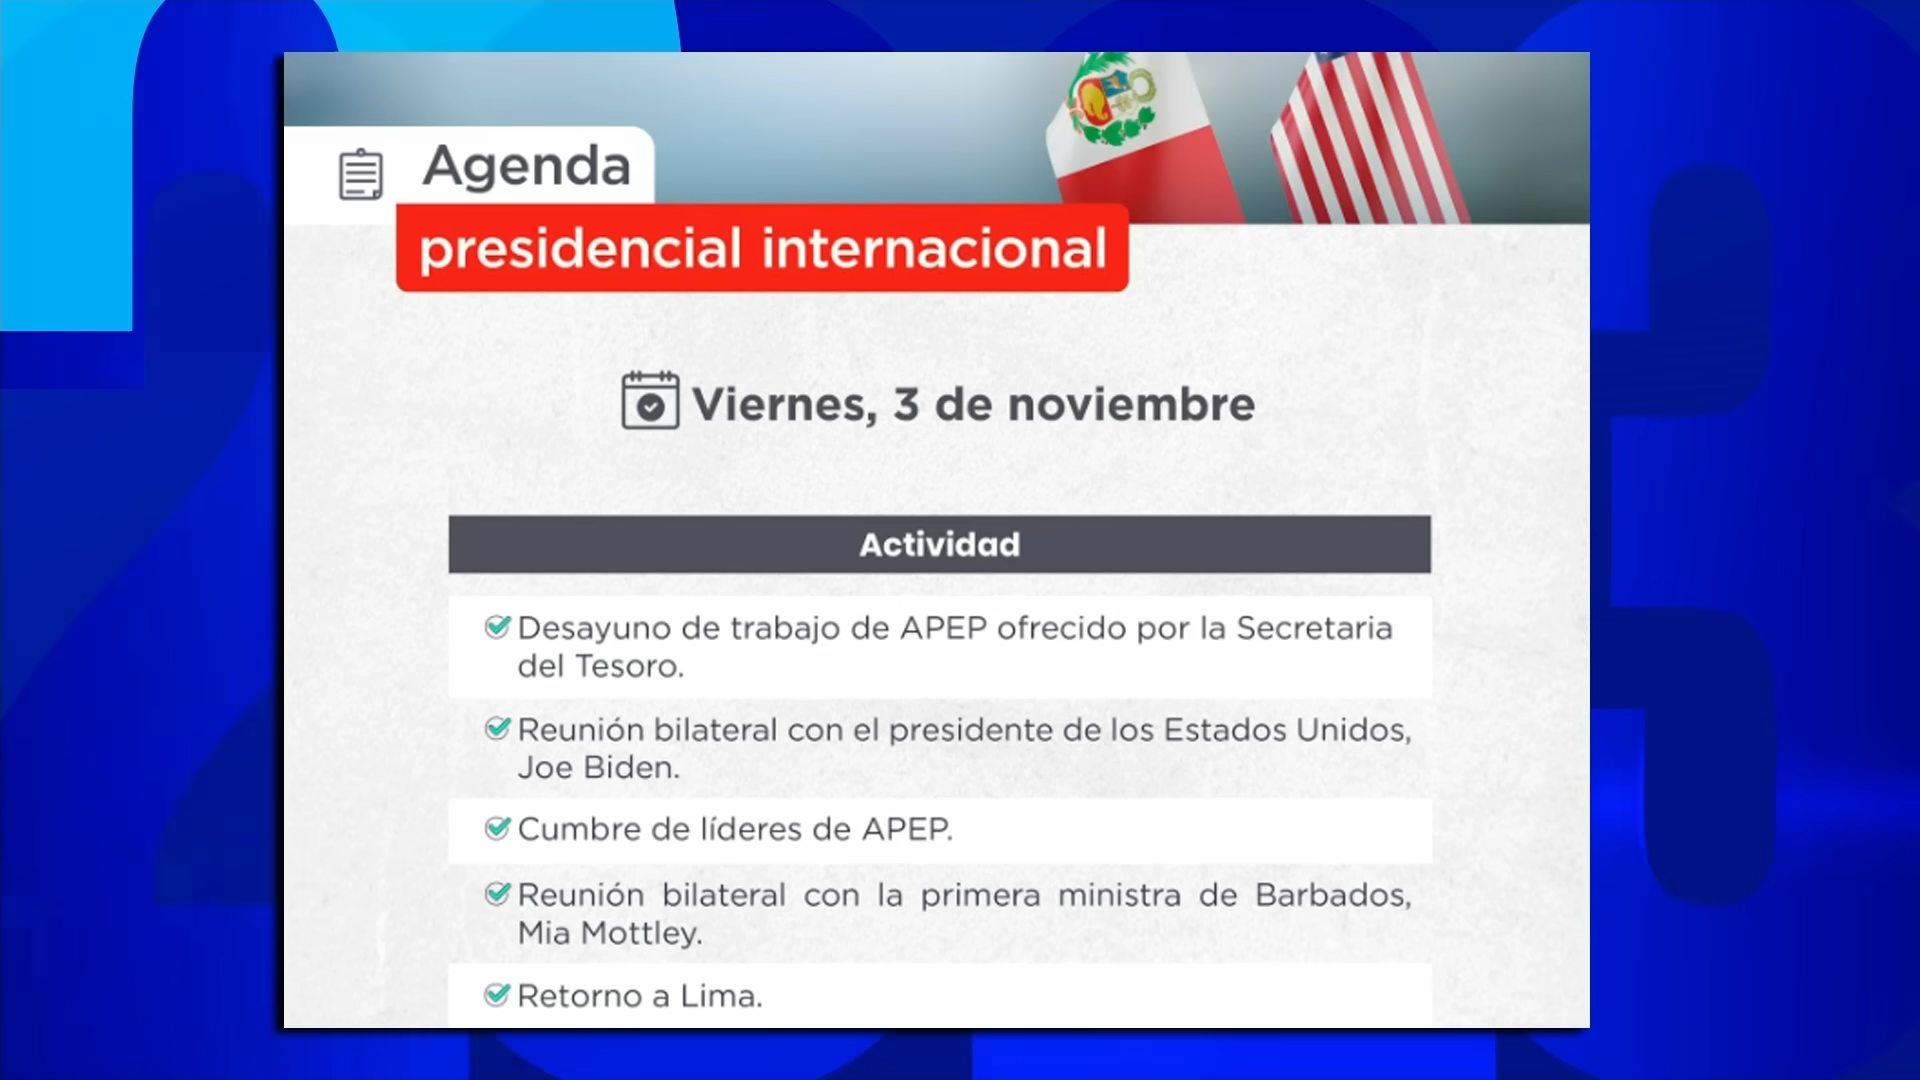 Agenda
presidencial internacional
Viernes, 3 de noviembre
Actividad
Desayuno de trabajo de APEP ofrecido por la Secretaria
del Tesoro.
Reunión bilateral con el presidente de los Estados Unidos,
Joe Biden.
Cumbre de líderes de APEP.
Reunión bilateral con la primera ministra de Barbados,
Mia Mottley.
Retorno a Lima.